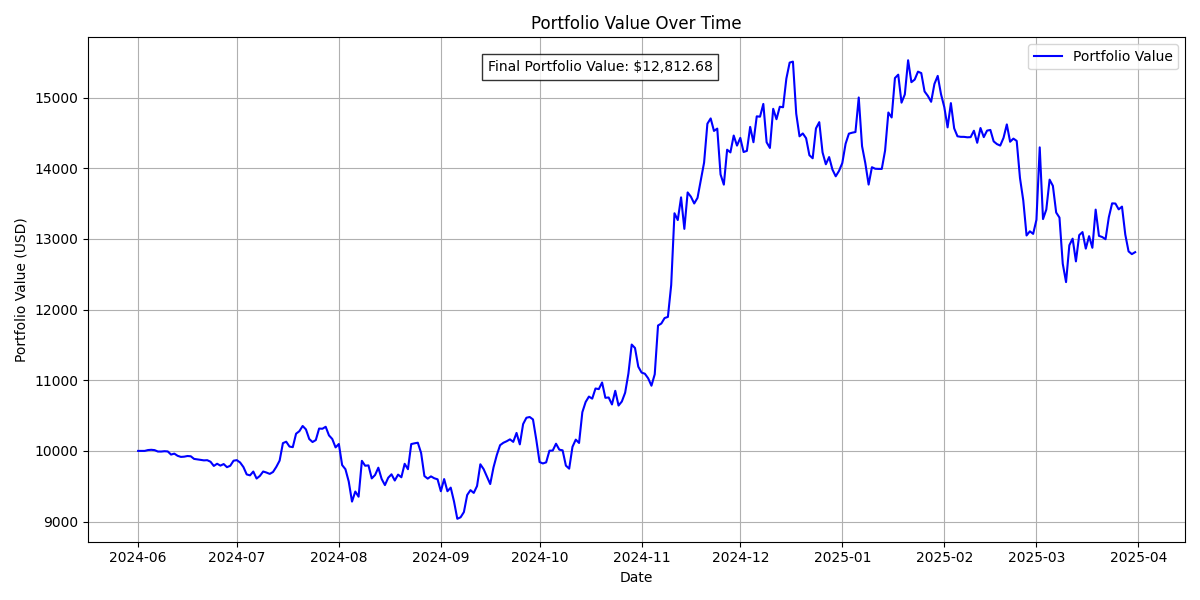 Portfolio Value Over Time
Final Portfolio Value: $12,812.68
Portfolio Value
Portfolio Value (USD)
15000
14000
13000
12000
11000
10000
9000
2024-06 2024-07 2024-08 2024-09 2024-10 2024-11 2024-12 2025-01 2025-02 2025-03 2025-04
Date